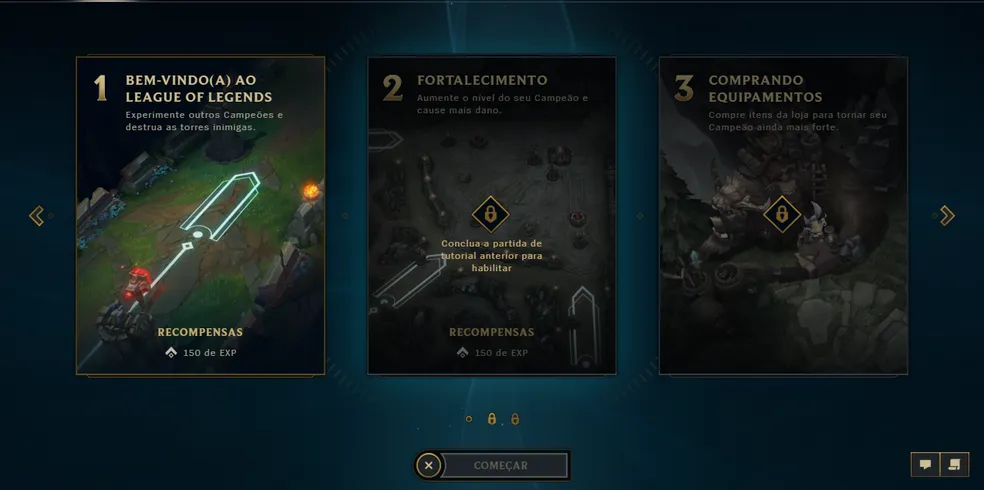 1
BEM-VINDO(A) AO
LEAGUE OF LEGENDS
Experimente outros Campeões e
destrua as torres inimigas.
RECOMPENSAS
150 de EXP
2
FORTALECIMENTO
Aumente o nível do seu Campeão e
cause mais dano.
Conclua a partida de
tutorial anterior para
habilitar
RECOMPENSAS
150 de EXP
3
COMPRANDO
EQUIPAMENTOS
Compre itens da loja para tornar seu
Campeão ainda mais forte.
COMEÇAR